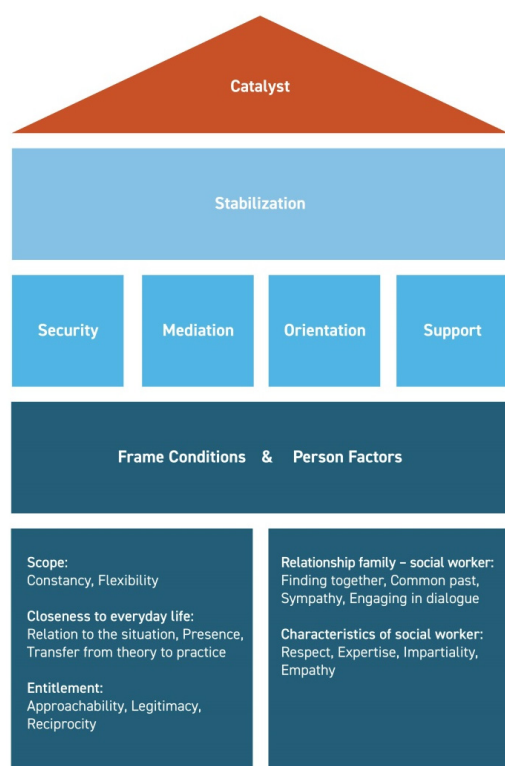 Catalyst
Stabilization
Security
Mediation
Orientation
Support
Frame Conditions & Person Factors
Scope:
Constancy, Flexibility
Closeness to everyday life:
Relation to the situation, Presence,
Transfer from theory to practice
Entitlement:
Approachability, Legitimacy,
Reciprocity
Relationship family – social worker:
Finding together, Common past,
Sympathy, Engaging in dialogue
Characteristics of social worker:
Respect, Expertise, Impartiality,
Empathy